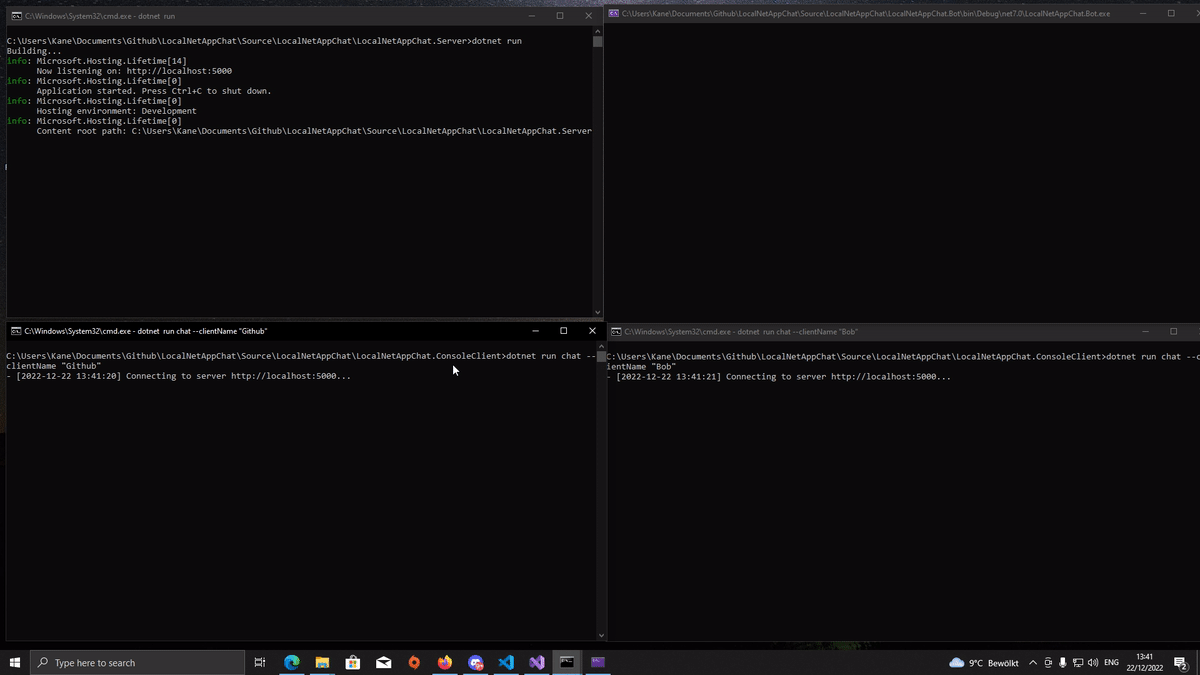 C:\Windows\System32\cmd.exe - dotnet run
C:\Users\Kane\Documents\Github\LocalNetAppChat\Source\LocalNetAppChat\LocalNetAppChat.Server>dotnet run
Building...
info: Microsoft.Hosting.Lifetime[14]
Now listening on: http://localhost:5000
info: Microsoft.Hosting.Lifetime[0]
Application started. Press Ctrl+C to shut down.
info: Microsoft.Hosting.Lifetime[0]
Hosting environment: Development
info: Microsoft.Hosting.Lifetime[0]
Content root path: C:\Users\Kane\Documents\Github\LocalNetAppChat\Source\LocalNetAppChat\LocalNetAppChat.Server
C:\Users\Kane\Documents\Github\LocalNetAppChat\Source\LocalNetAppChat\LocalNetAppChat.Bot\bin\Debug\net7.0\LocalNetAppChat.Bot.exe
C:\Windows\System32\cmd.exe - dotnet run chat --clientName "Github"
C:\Users\Kane\Documents\Github\LocalNetAppChat\Source\LocalNetAppChat\LocalNetAppChat.ConsoleClient>dotnet run chat --
clientName "Github"
- [2022-12-22 13:41:20] Connecting to server http://localhost:5000...
C:\Windows\System32\cmd.exe - dotnet run chat --clientName "Bob"
C:\Users\Kane\Documents\Github\LocalNetAppChat\Source\LocalNetAppChat\LocalNetAppChat.ConsoleClient>dotnet run chat --c
ientName "Bob"
- [2022-12-22 13:41:21] Connecting to server http://localhost:5000...
Type here to search
9°C Bewölkt
ENG
13:41
22/12/2022
2